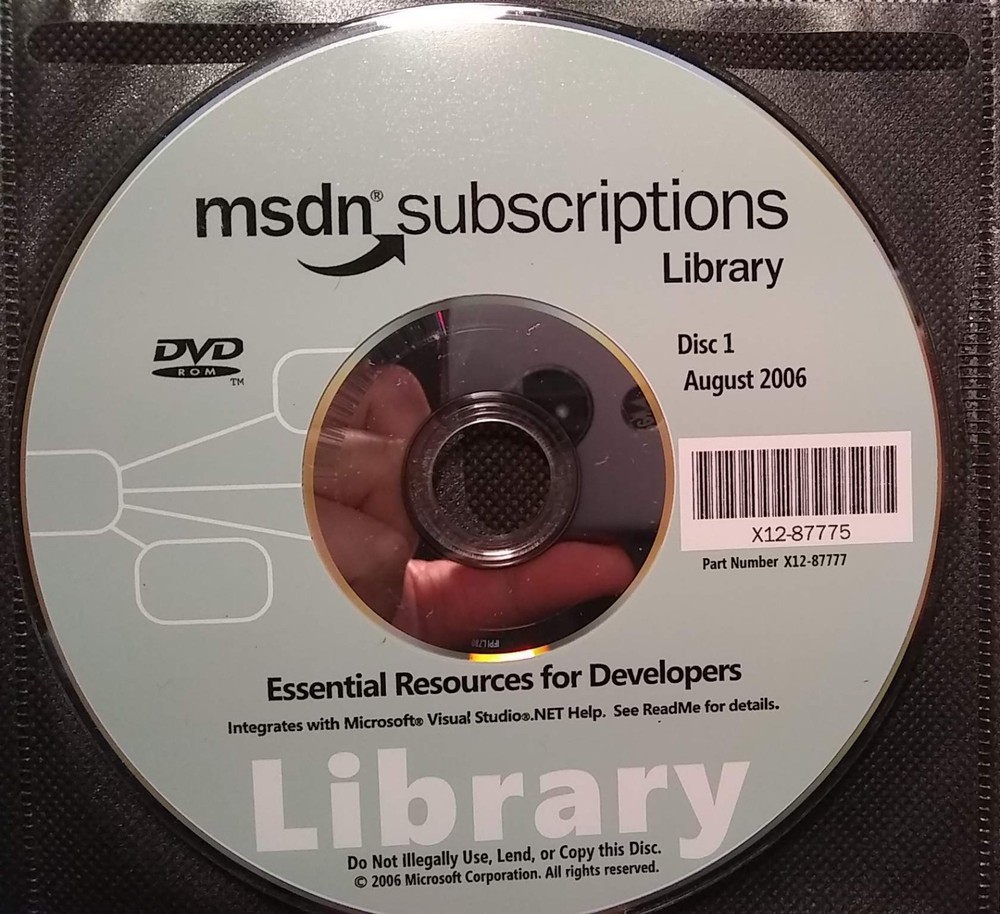 msdn® subscriptions
Library
DVD
ROM
TM
Disc 1
August 2006
X12-87775
Part Number X12-87777
Essential Resources for Developers
Integrates with Microsoft® Visual Studio®.NET Help. See ReadMe for details.
Library
Do Not Illegally Use, Lend, or Copy this Disc.
© 2006 Microsoft Corporation. All rights reserved.